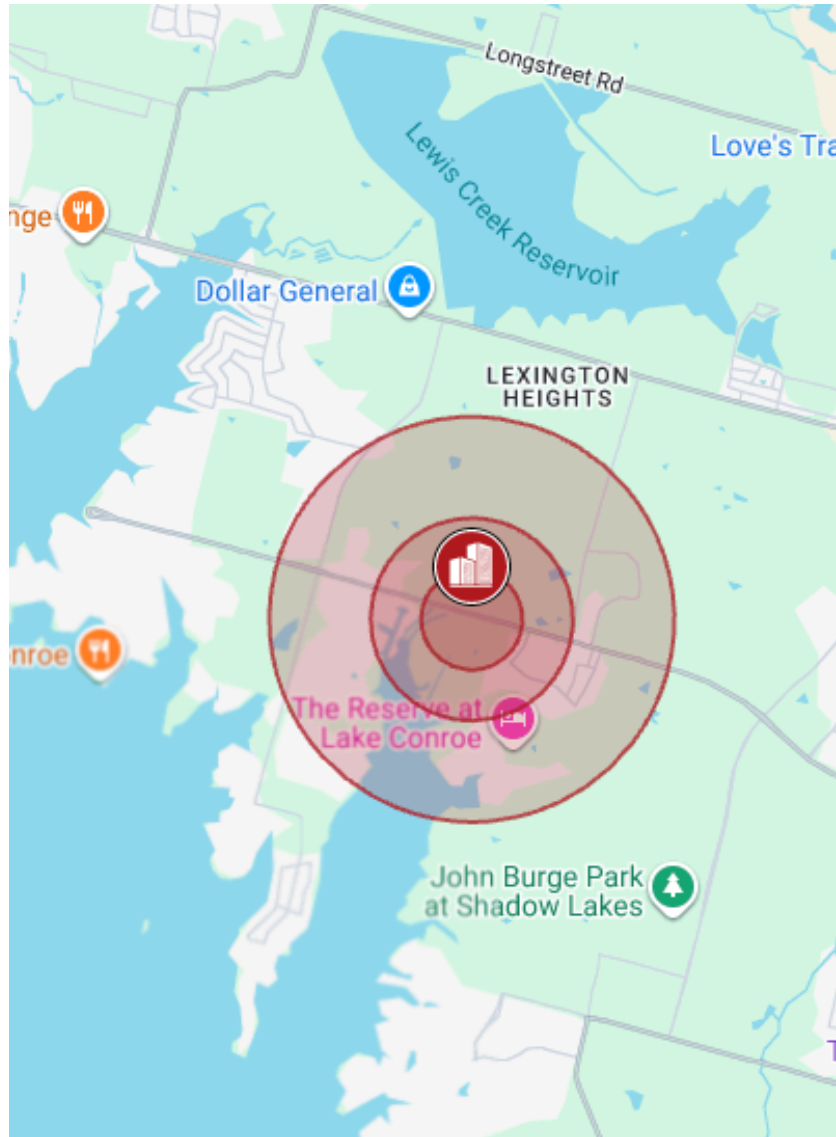 Longstreet Rd
Love's Tra
Lewis Creek Reservoir
nge
Dollar General
LEXINGTON
HEIGHTS
nroe
The Reserve at
Lake Conroe
John Burge Park
at Shadow Lakes
T